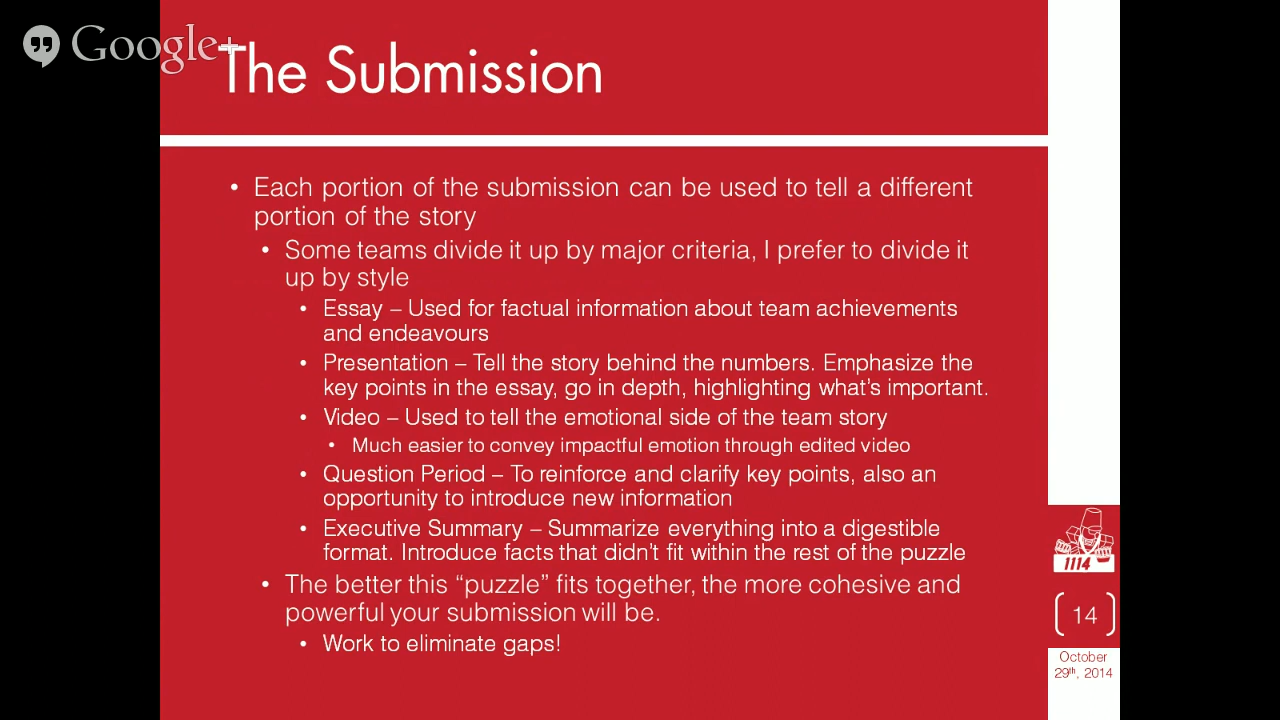 Google+
The Submission
• Each portion of the submission can be used to tell a different
portion of the story
• Some teams divide it up by major criteria, I prefer to divide it
up by style
• Essay – Used for factual information about team achievements
and endeavours
• Presentation – Tell the story behind the numbers. Emphasize the
key points in the essay, go in depth, highlighting what's important.
• Video – Used to tell the emotional side of the team story
• Much easier to convey impactful emotion through edited video
• Question Period – To reinforce and clarify key points, also an
opportunity to introduce new information
• Executive Summary – Summarize everything into a digestible
format. Introduce facts that didn't fit within the rest of the puzzle
• The better this “puzzle” fits together, the more cohesive and
powerful your submission will be.
• Work to eliminate gaps!
1114
14
October
29th, 2014